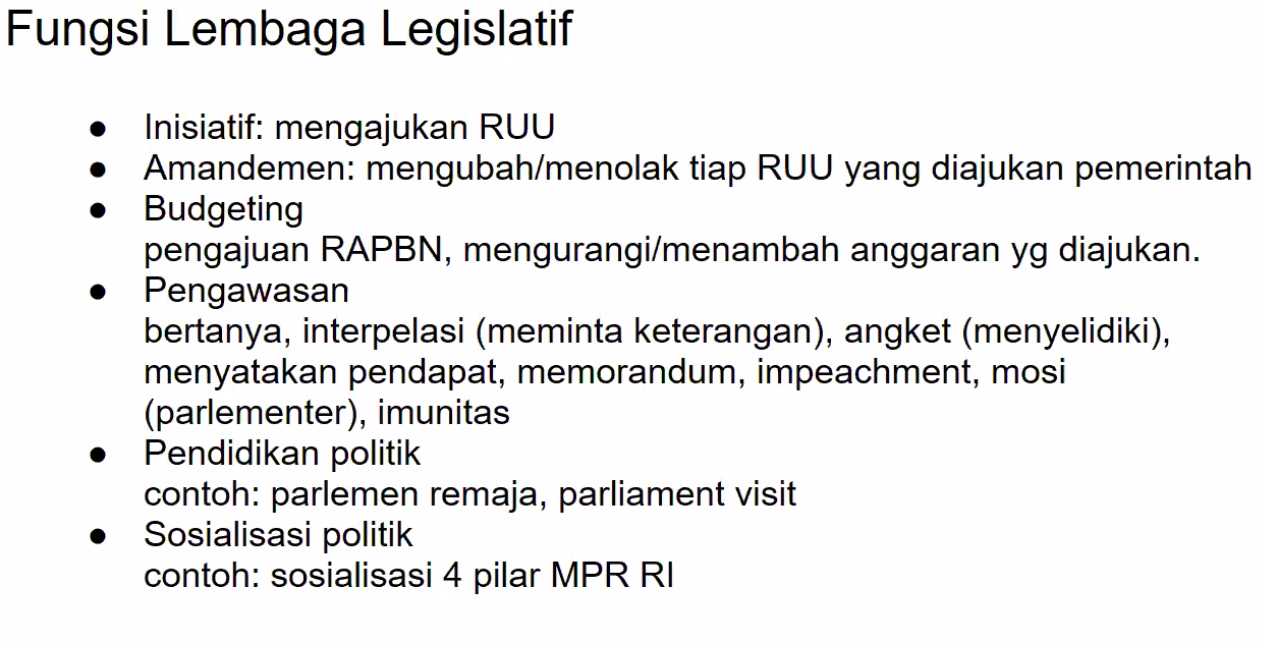 Fungsi Lembaga Legislatif
● Inisiatif: mengajukan RUU
● Amandemen: mengubah/menolak tiap RUU yang diajukan pemerintah
● Budgeting
pengajuan RAPBN, mengurangi/menambah anggaran yg diajukan.
● Pengawasan
bertanya, interpelasi (meminta keterangan), angket (menyelidiki),
menyatakan pendapat, memorandum, impeachment, mosi
(parlementer), imunitas
● Pendidikan politik
contoh: parlemen remaja, parliament visit
● Sosialisasi politik
contoh: sosialisasi 4 pilar MPR RI